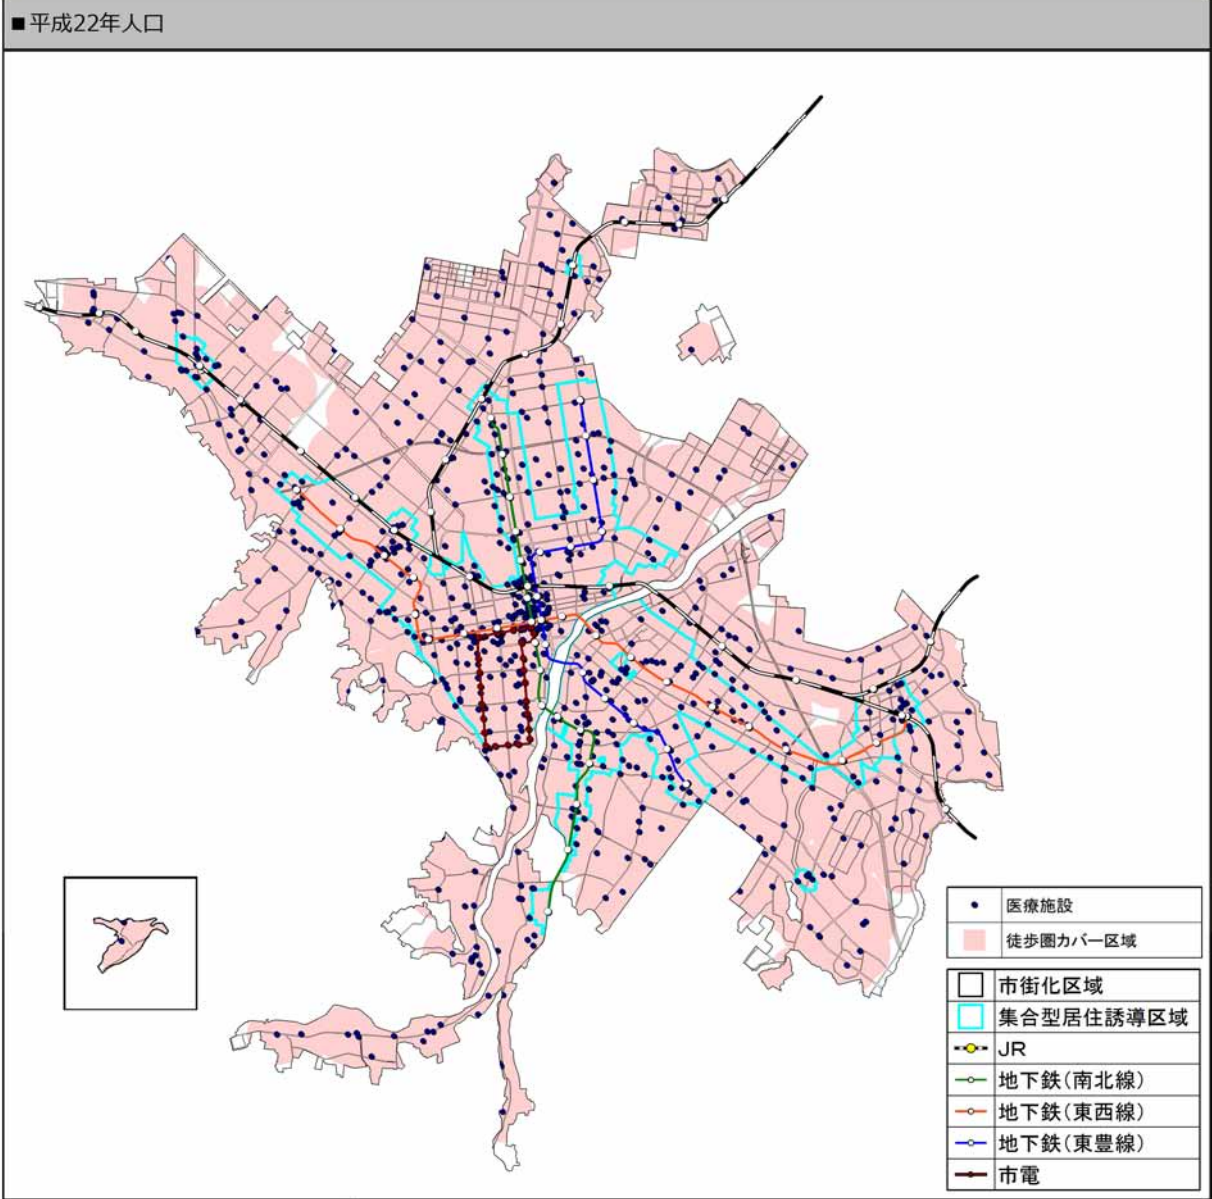 ■平成22年人口
医療施設
徒歩圏カバー区域
市街化区域
集合型居住誘導区域
JR
地下鉄(南北線)
地下鉄(東西線)
地下鉄(東豊線)
市電